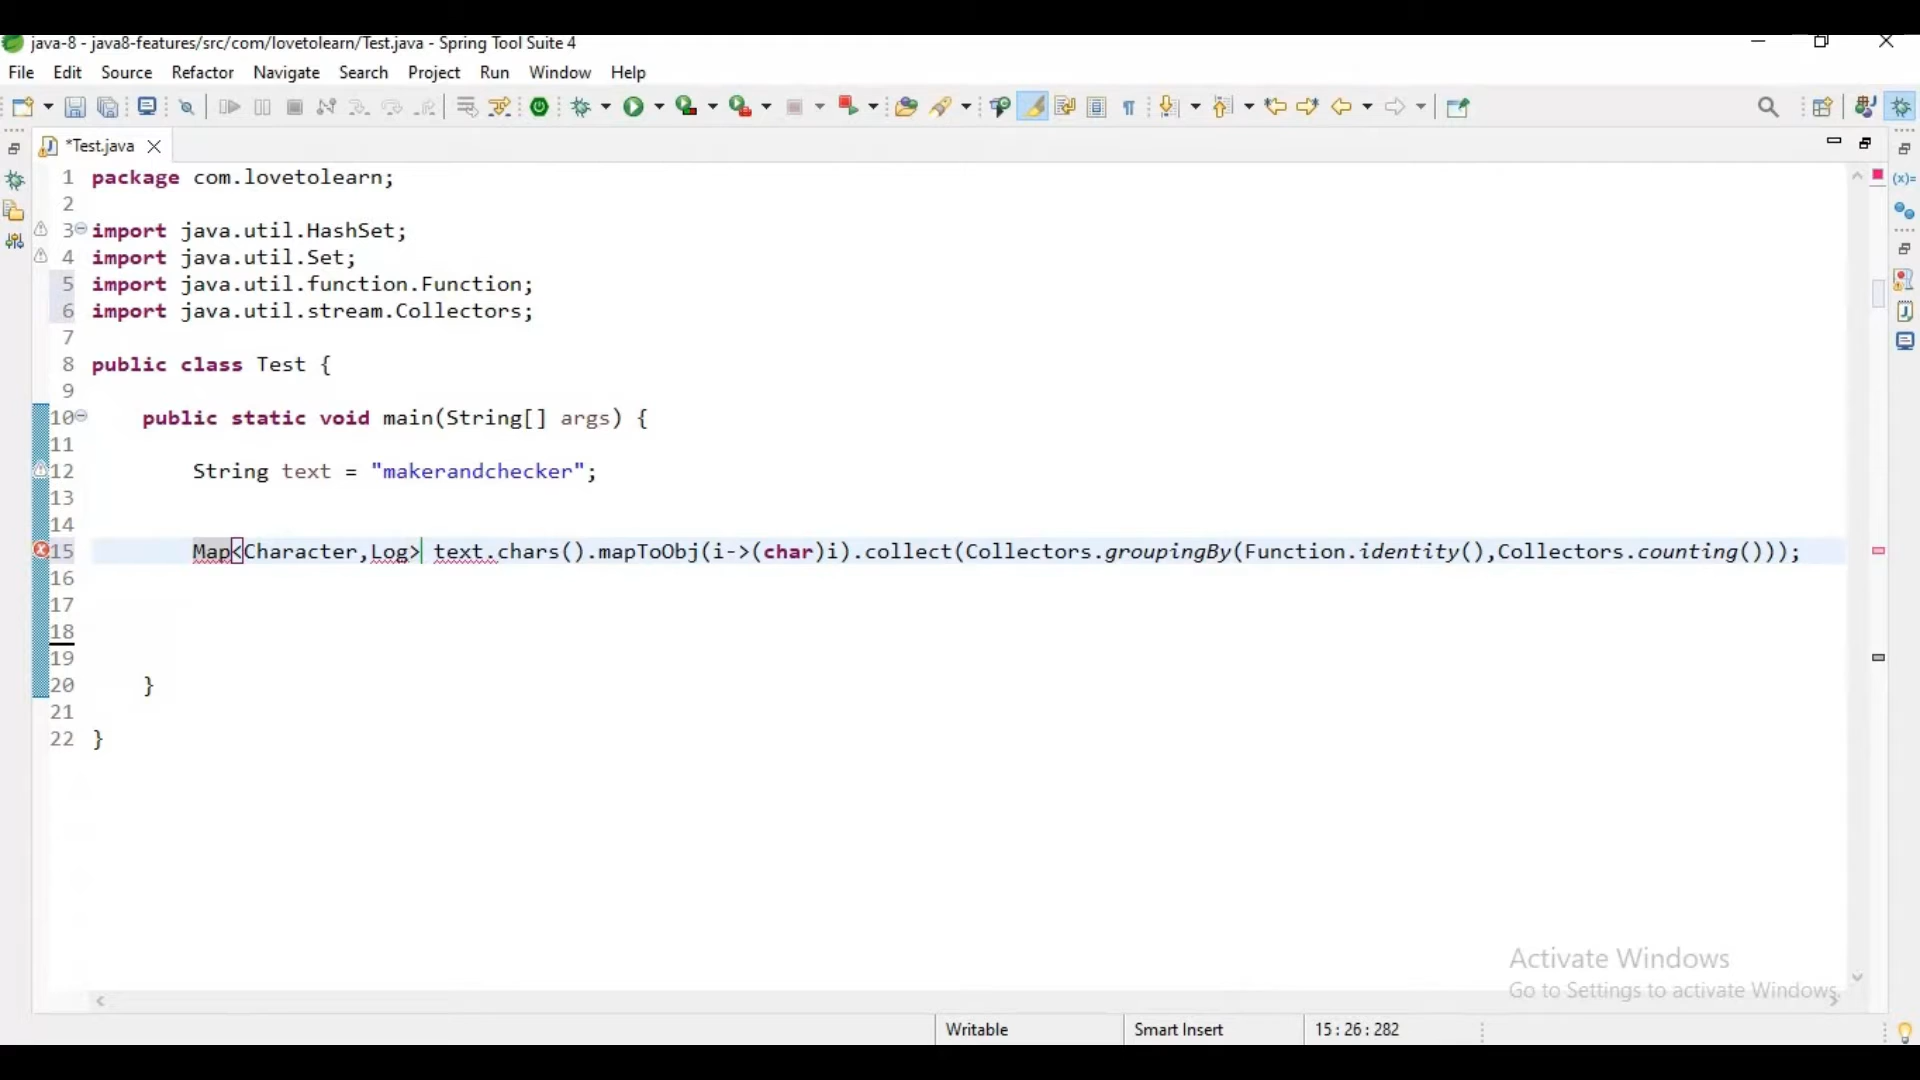 java-8 - java8-features/src/com/lovetolearn/Test.java - Spring Tool Suite 4
File Edit Source Refactor Navigate Search Project Run Window Help
*Test.java
1 package com.lovetolearn;
2
3 import java.util.HashSet;
4 import java.util.Set;
5 import java.util.function.Function;
6 import java.util.stream.Collectors;
7
8 public class Test {
9
10 public static void main(String[] args) {
11
12 String text = "makerandchecker";
13
14
15 Map<Character,Log> text.chars().mapToObj(i->(char)i).collect(Collectors.groupingBy(Function.identity(),Collectors.counting()));
16
17
18
19
20 }
21
22 }
Activate Windows
Go to Settings to activate Windows.
Writable Smart Insert 15 : 26 : 282